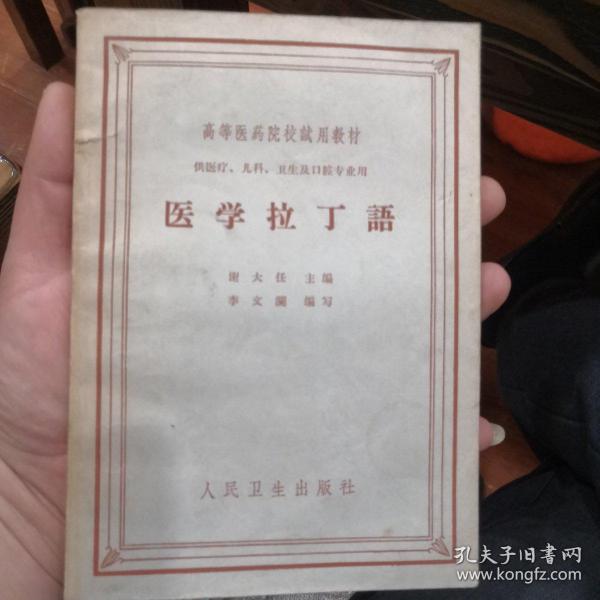 高等医药院校試用教材
供医疗、儿科、卫生及口腔专业用
医学拉丁語
谢大任 主编
李文澜 编写
人民卫生出版社
孔夫子旧书网
www.kongfz.com